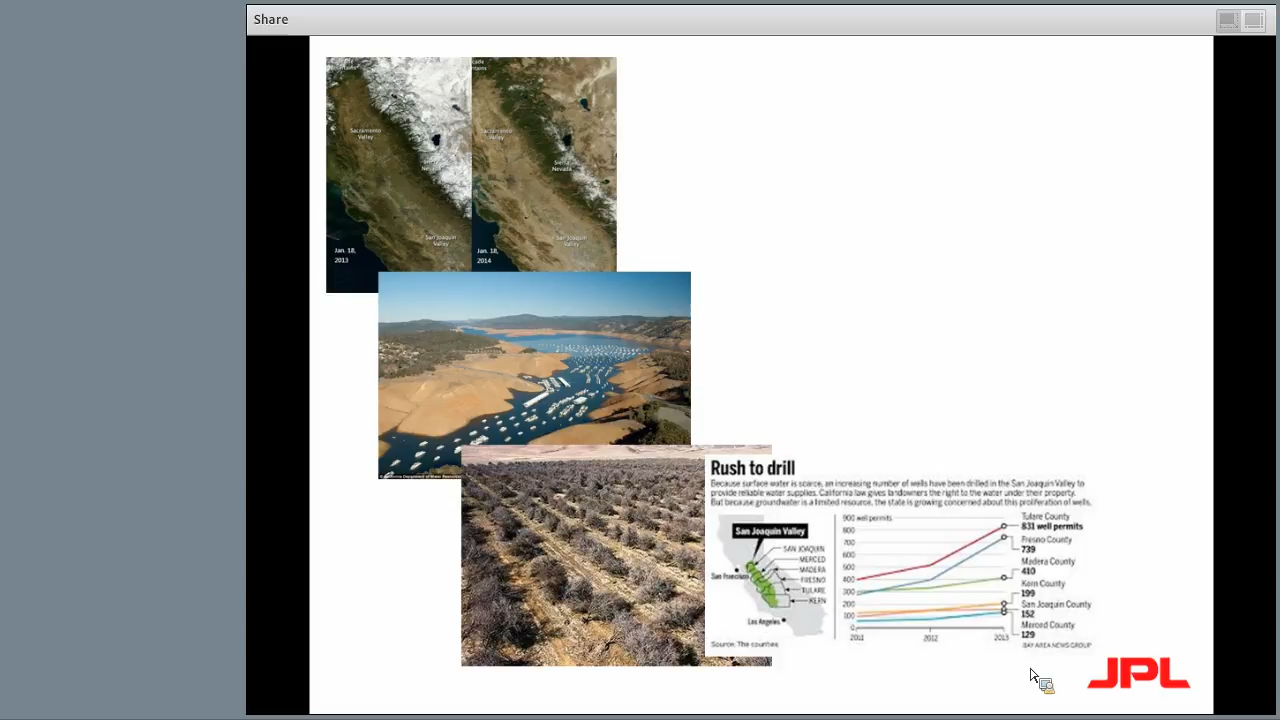 Share
Sacramento
Valley
Sierra
Nevada
San Joaquin
Valley
Jan. 18,
2013
Sacramento
Valley
Sierra
Nevada
San Joaquin
Valley
Jan. 18,
2014
Rush to drill
Because surface water is scarce, an increasing number of wells have been drilled in the San Joaquin Valley to
provide reliable water supplies. California law gives landowners the right to the water under their property.
But because groundwater is a limited resource, the state is growing concerned about this proliferation of wells.
San Joaquin Valley
SAN JOAQUIN
MERCED
MADERA
FRESNO
TULARE
KERN
San Francisco
Los Angeles
Source: The counties
900 well permits
800
700
600
500
400
300
200
100
0
2011
2012
2013
Tulare County
831 well permits
Fresno County
739
Madera County
410
Kern County
199
San Joaquin County
152
Merced County
129
BAY AREA NEWS GROUP
JPL